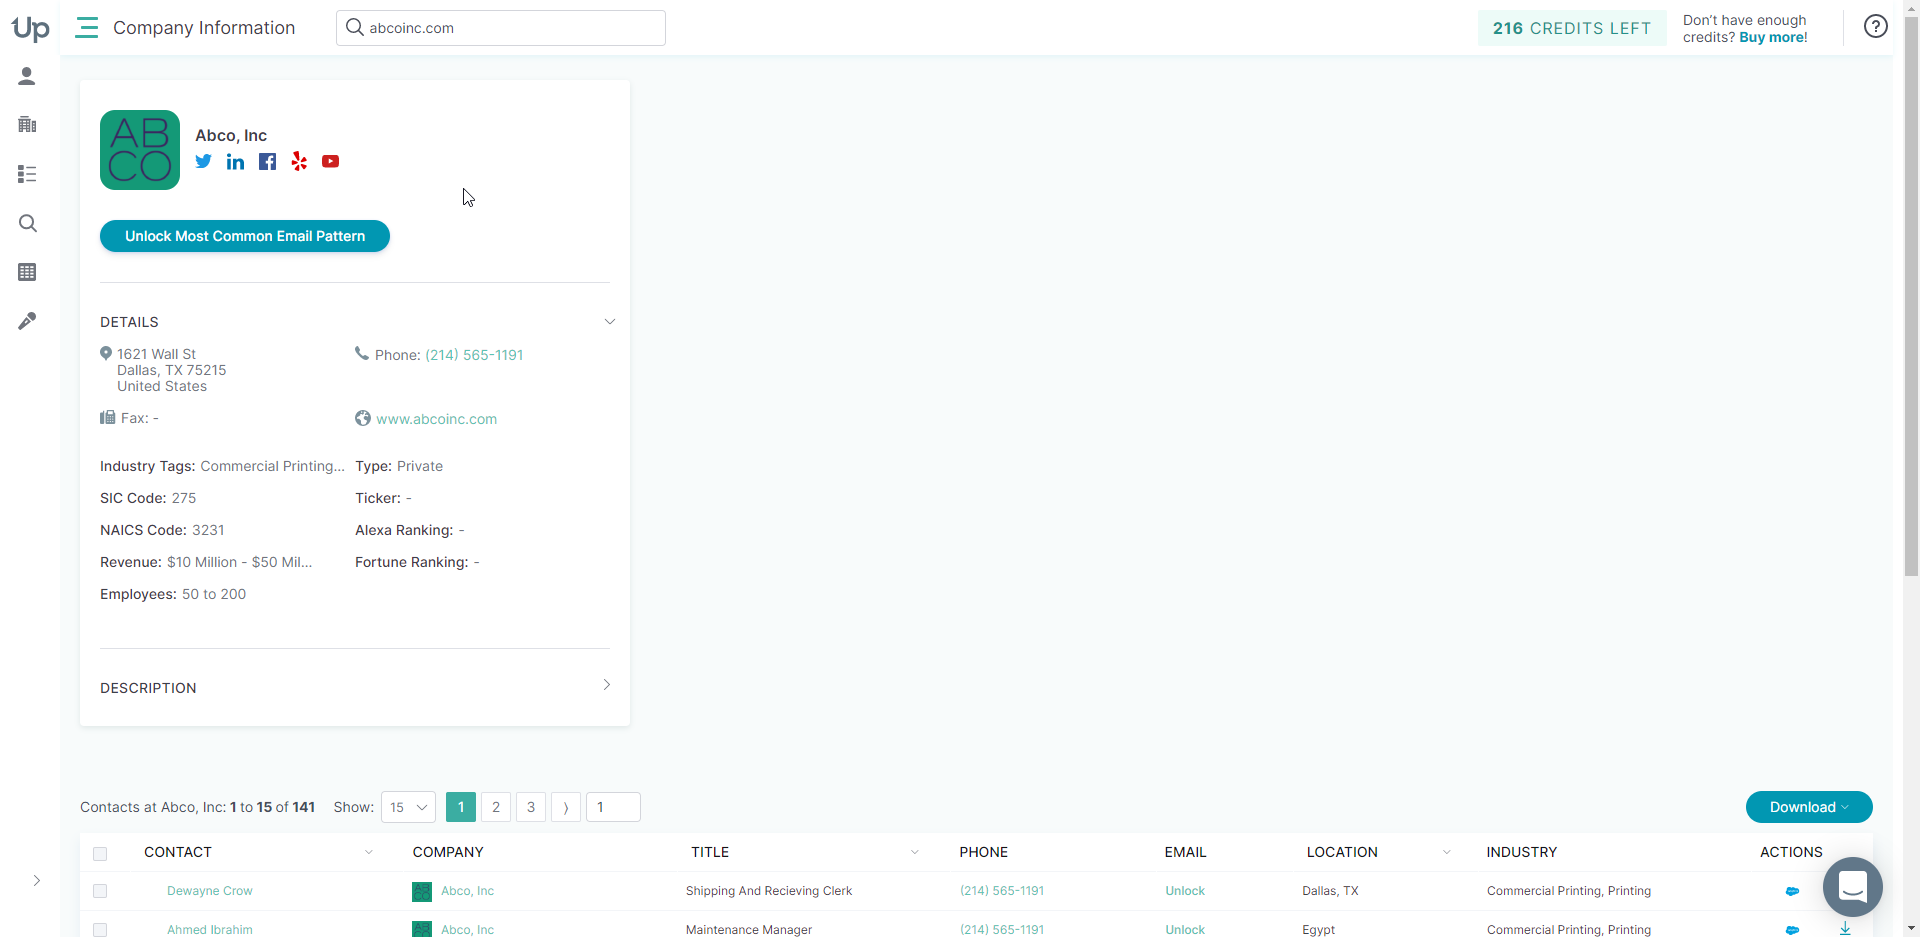 Up
Company Information
abcoinc.com
216 CREDITS LEFT
Don't have enough
credits? Buy more!
?
AB
CO
Abco, Inc
Unlock Most Common Email Pattern
DETAILS
1621 Wall St
Dallas, TX 75215
United States
Phone: (214) 565-1191
Fax: -
www.abcoinc.com
Industry Tags: Commercial Printing...
Type: Private
SIC Code: 275
Ticker: -
NAICS Code: 3231
Alexa Ranking: -
Revenue: $10 Million - $50 Mil...
Fortune Ranking: -
Employees: 50 to 200
DESCRIPTION
Contacts at Abco, Inc: 1 to 15 of 141 Show: 15 1 2 3 ⟩ 1
Download
CONTACT COMPANY TITLE PHONE EMAIL LOCATION INDUSTRY ACTIONS
Dewayne Crow Abco, Inc Shipping And Recieving Clerk (214) 565-1191 Unlock Dallas, TX Commercial Printing, Printing
Ahmed Ibrahim Abco, Inc Maintenance Manager (214) 565-1191 Unlock Egypt Commercial Printing, Printing